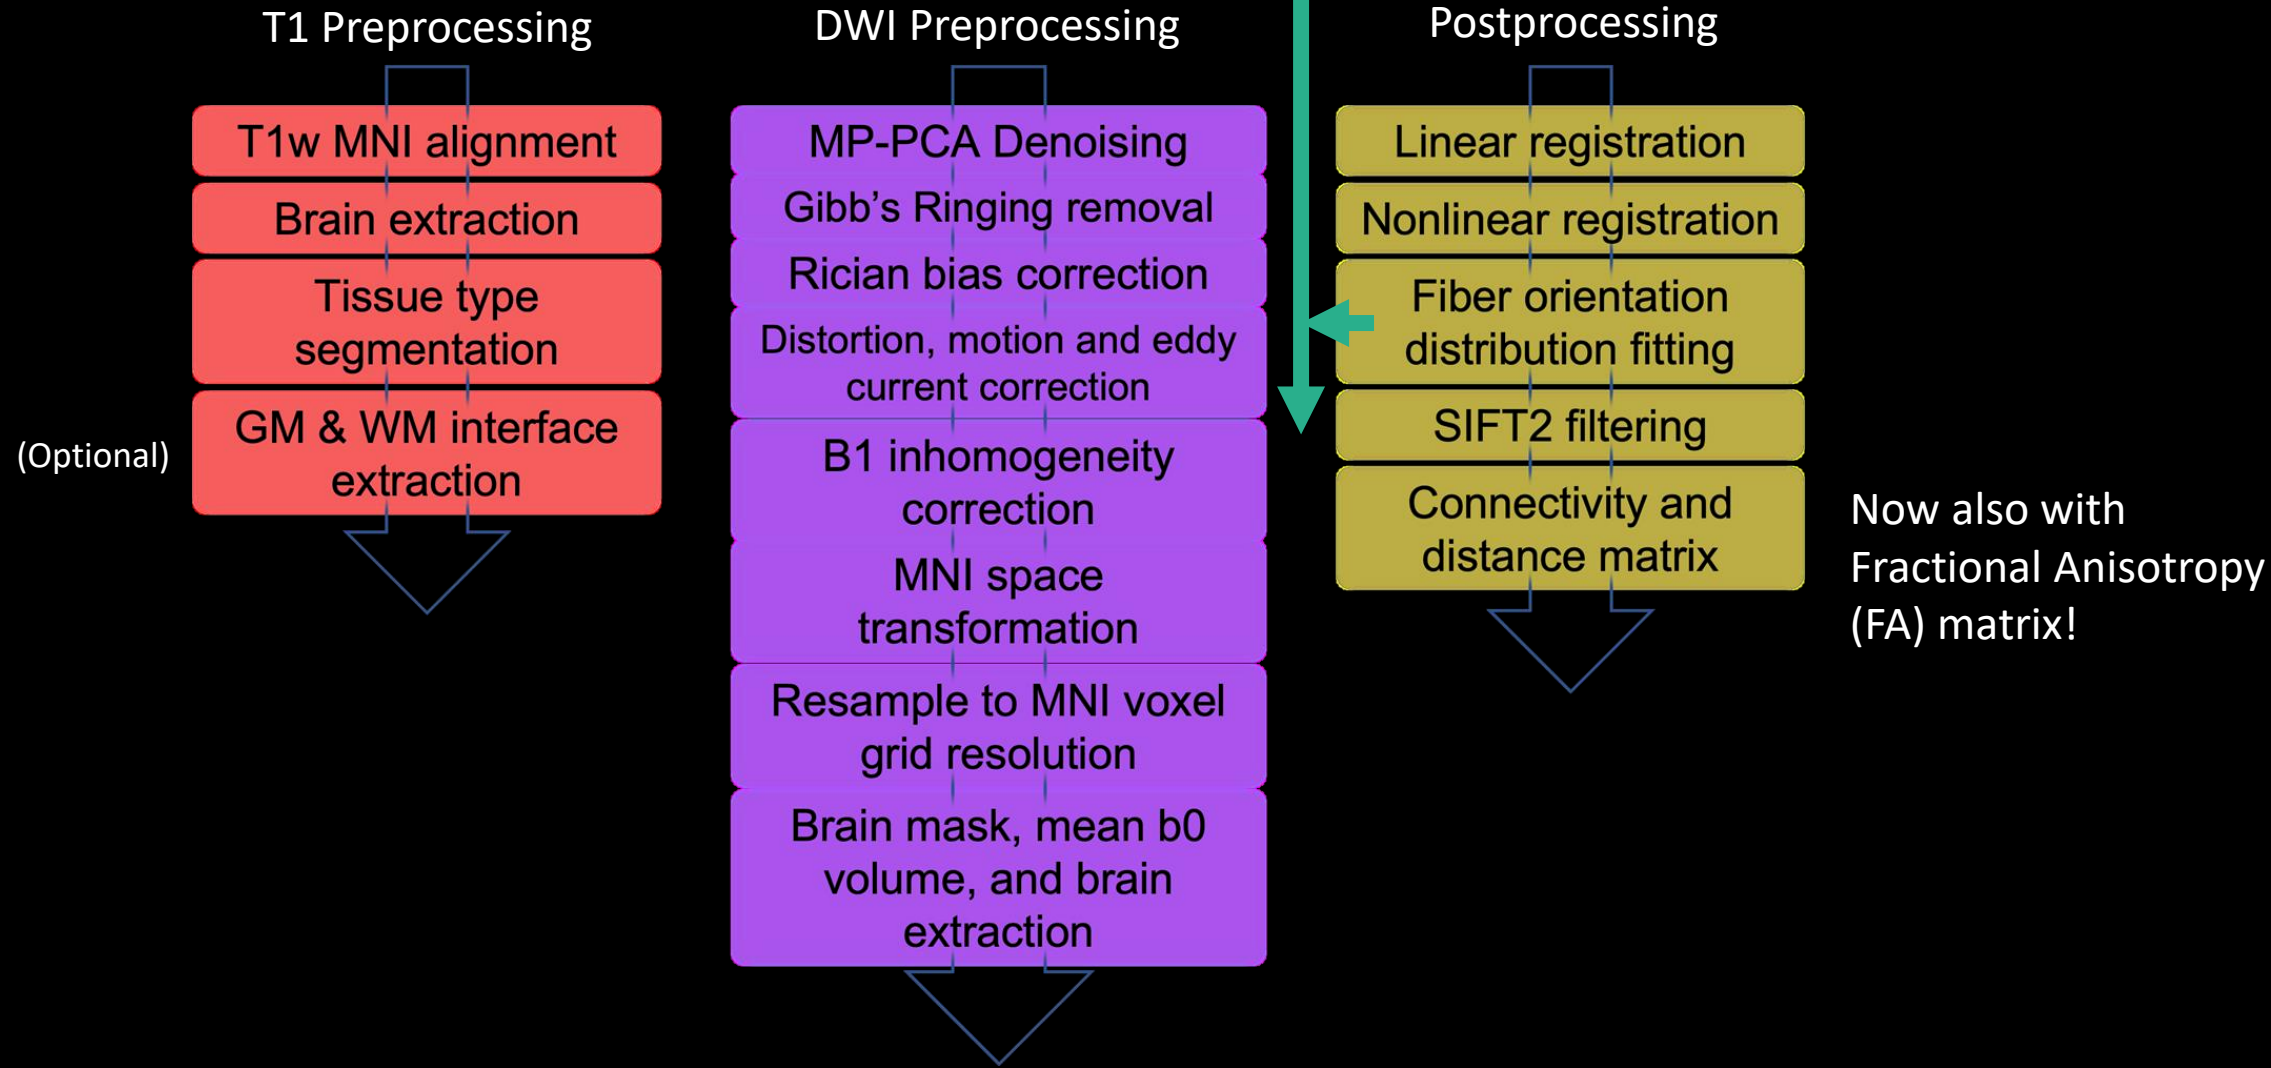 T1 Preprocessing
T1w MNI alignment
Brain extraction
Tissue type
segmentation
(Optional)
GM & WM interface
extraction
DWI Preprocessing
MP-PCA Denoising
Gibb's Ringing removal
Rician bias correction
Distortion, motion and eddy
current correction
B1 inhomogeneity
correction
MNI space
transformation
Resample to MNI voxel
grid resolution
Brain mask, mean b0
volume, and brain
extraction
Postprocessing
Linear registration
Nonlinear registration
Fiber orientation
distribution fitting
SIFT2 filtering
Connectivity and
distance matrix
Now also with
Fractional Anisotropy
(FA) matrix!